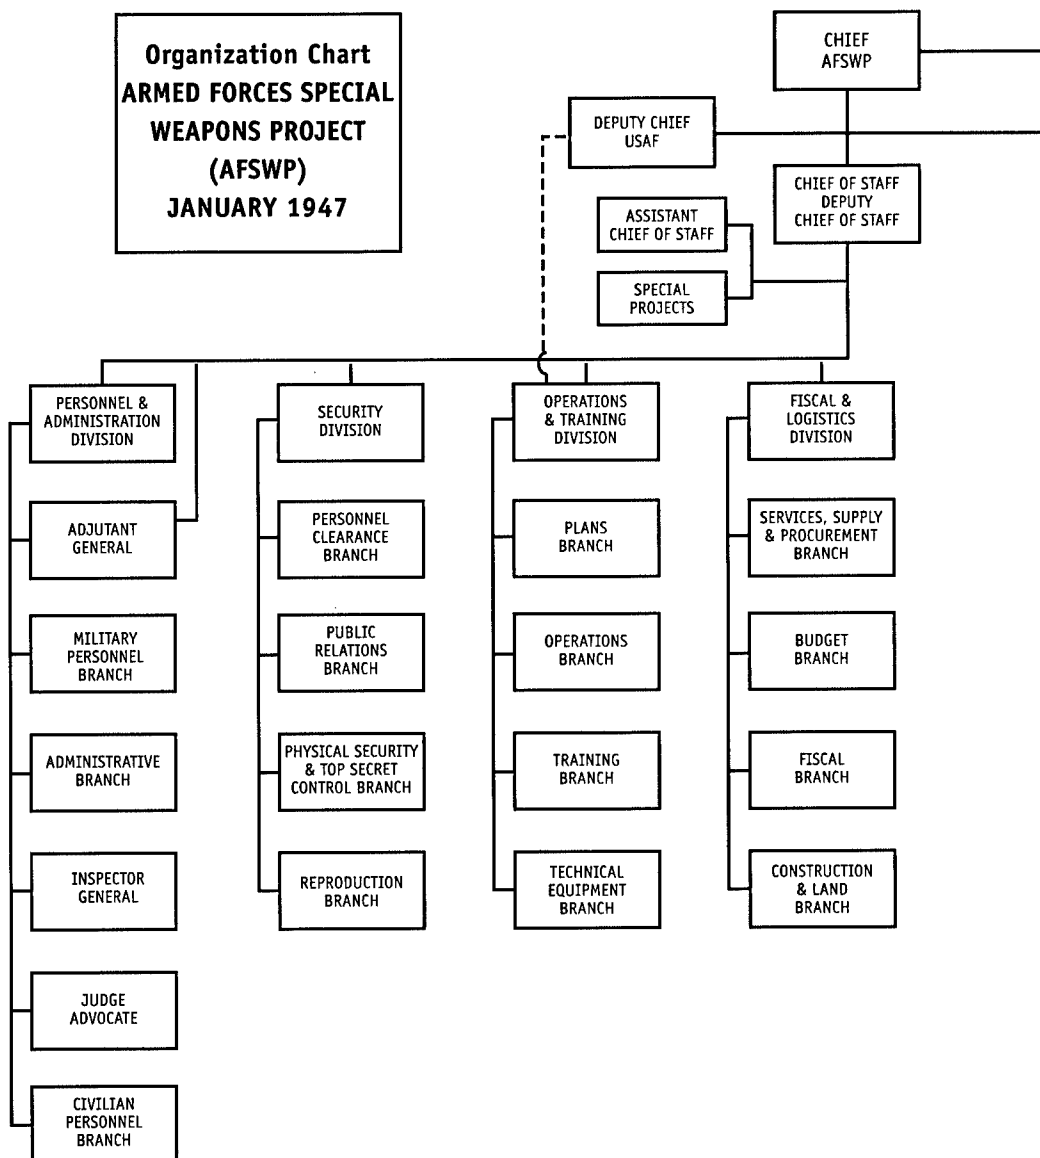 Organization Chart
ARMED FORCES SPECIAL
WEAPONS PROJECT
(AFSWP)
JANUARY 1947
CHIEF
AFSWP
DEPUTY CHIEF
USAF
CHIEF OF STAFF
DEPUTY
CHIEF OF STAFF
ASSISTANT
CHIEF OF STAFF
SPECIAL
PROJECTS
PERSONNEL &
ADMINISTRATION
DIVISION
ADJUTANT
GENERAL
MILITARY
PERSONNEL
BRANCH
ADMINISTRATIVE
BRANCH
INSPECTOR
GENERAL
JUDGE
ADVOCATE
CIVILIAN
PERSONNEL
BRANCH
SECURITY
DIVISION
PERSONNEL
CLEARANCE
BRANCH
PUBLIC
RELATIONS
BRANCH
PHYSICAL SECURITY
& TOP SECRET
CONTROL BRANCH
REPRODUCTION
BRANCH
OPERATIONS
& TRAINING
DIVISION
PLANS
BRANCH
OPERATIONS
BRANCH
TRAINING
BRANCH
TECHNICAL
EQUIPMENT
BRANCH
FISCAL &
LOGISTICS
DIVISION
SERVICES, SUPPLY
& PROCUREMENT
BRANCH
BUDGET
BRANCH
FISCAL
BRANCH
CONSTRUCTION
& LAND
BRANCH